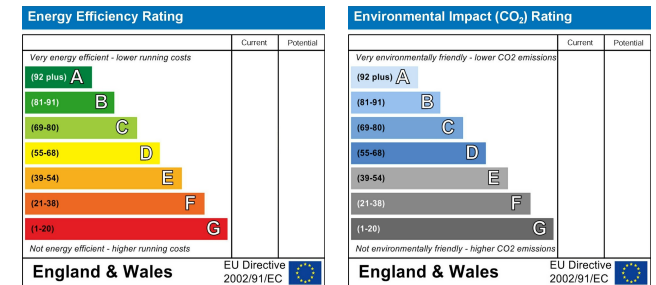 Energy Efficiency Rating
Current Potential
Very energy efficient - lower running costs
(92 plus) A
(81-91) B
(69-80) C
(55-68) D
(39-54) E
(21-38) F
(1-20) G
Not energy efficient - higher running costs
England & Wales
EU Directive
2002/91/EC
Environmental Impact (CO₂) Rating
Current Potential
Very environmentally friendly - lower CO2 emissions
(92 plus) A
(81-91) B
(69-80) C
(55-68) D
(39-54) E
(21-38) F
(1-20) G
Not environmentally friendly - higher CO2 emissions
England & Wales
EU Directive
2002/91/EC